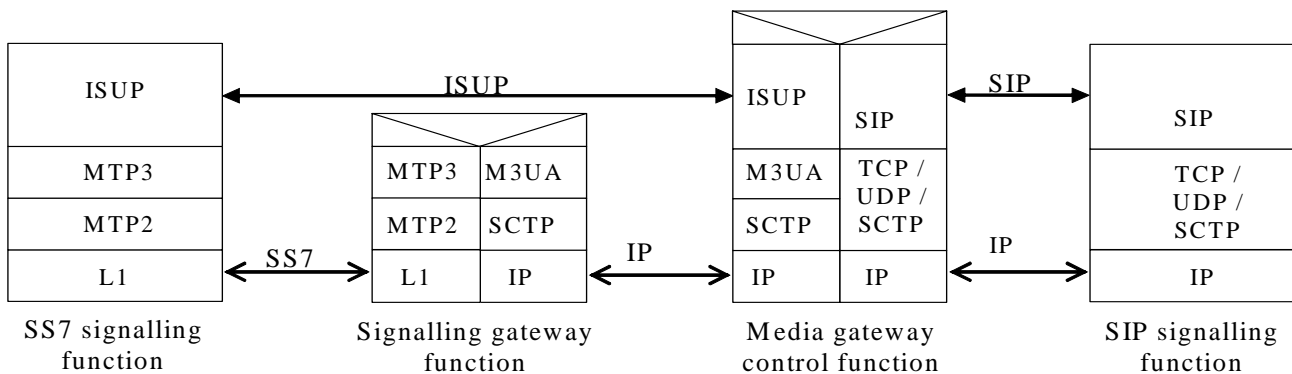 ISUP
MTP3
MTP2
L1
SS7 signalling
function
ISUP
SS7
MTP3
M3UA
MTP2
SCTP
L1
IP
Signalling gateway
function
IP
ISUP
SIP
M3UA
TCP /
UDP /
SCTP
SCTP
IP
IP
Media gateway
control function
SIP
IP
SIP
TCP /
UDP /
SCTP
IP
SIP signalling
function